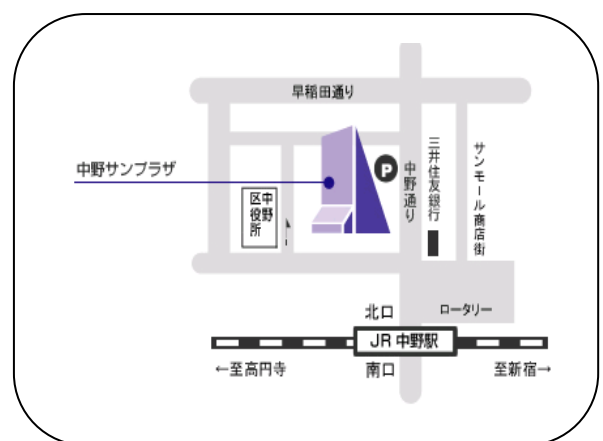 早稲田通り
中野サンプラザ
P
中野通り
三井住友銀行
サンモール商店街
中野
区役所
北口
ロータリー
JR 中野駅
←至高円寺
南口
至新宿→